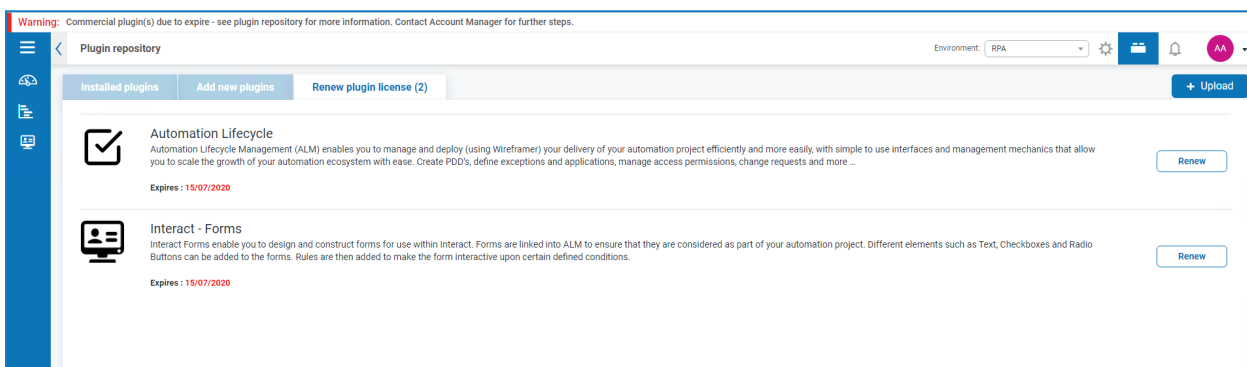 Warning: Commercial plugin(s) due to expire - see plugin repository for more information. Contact Account Manager for further steps.
Plugin repository
Environment: RPA
AA
Installed plugins
Add new plugins
Renew plugin license (2)
+ Upload
Automation Lifecycle
Automation Lifecycle Management (ALM) enables you to manage and deploy (using Wireframer) your delivery of your automation project efficiently and more easily, with simple to use interfaces and management mechanics that allow
you to scale the growth of your automation ecosystem with ease. Create PDD's, define exceptions and applications, manage access permissions, change requests and more ...
Renew
Expires : 15/07/2020
Interact - Forms
Interact Forms enable you to design and construct forms for use within Interact. Forms are linked into ALM to ensure that they are considered as part of your automation project. Different elements such as Text, Checkboxes and Radio
Buttons can be added to the forms. Rules are then added to make the form interactive upon certain defined conditions.
Renew
Expires : 15/07/2020